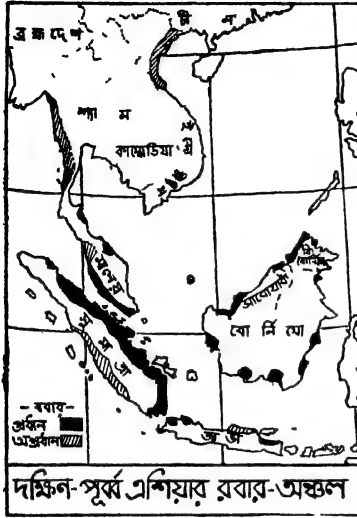 চীন
ব্রহ্মদেশ
শ্যাম
কাম্বোডিয়া
মালয়
সুমাত্রা
সারোয়াক
বোর্নিয়ো
জাভা
- রবার -
প্রধান
অপ্রধান
দক্ষিণ-পূর্ব্ব এশিয়ার রবার-অঞ্চল